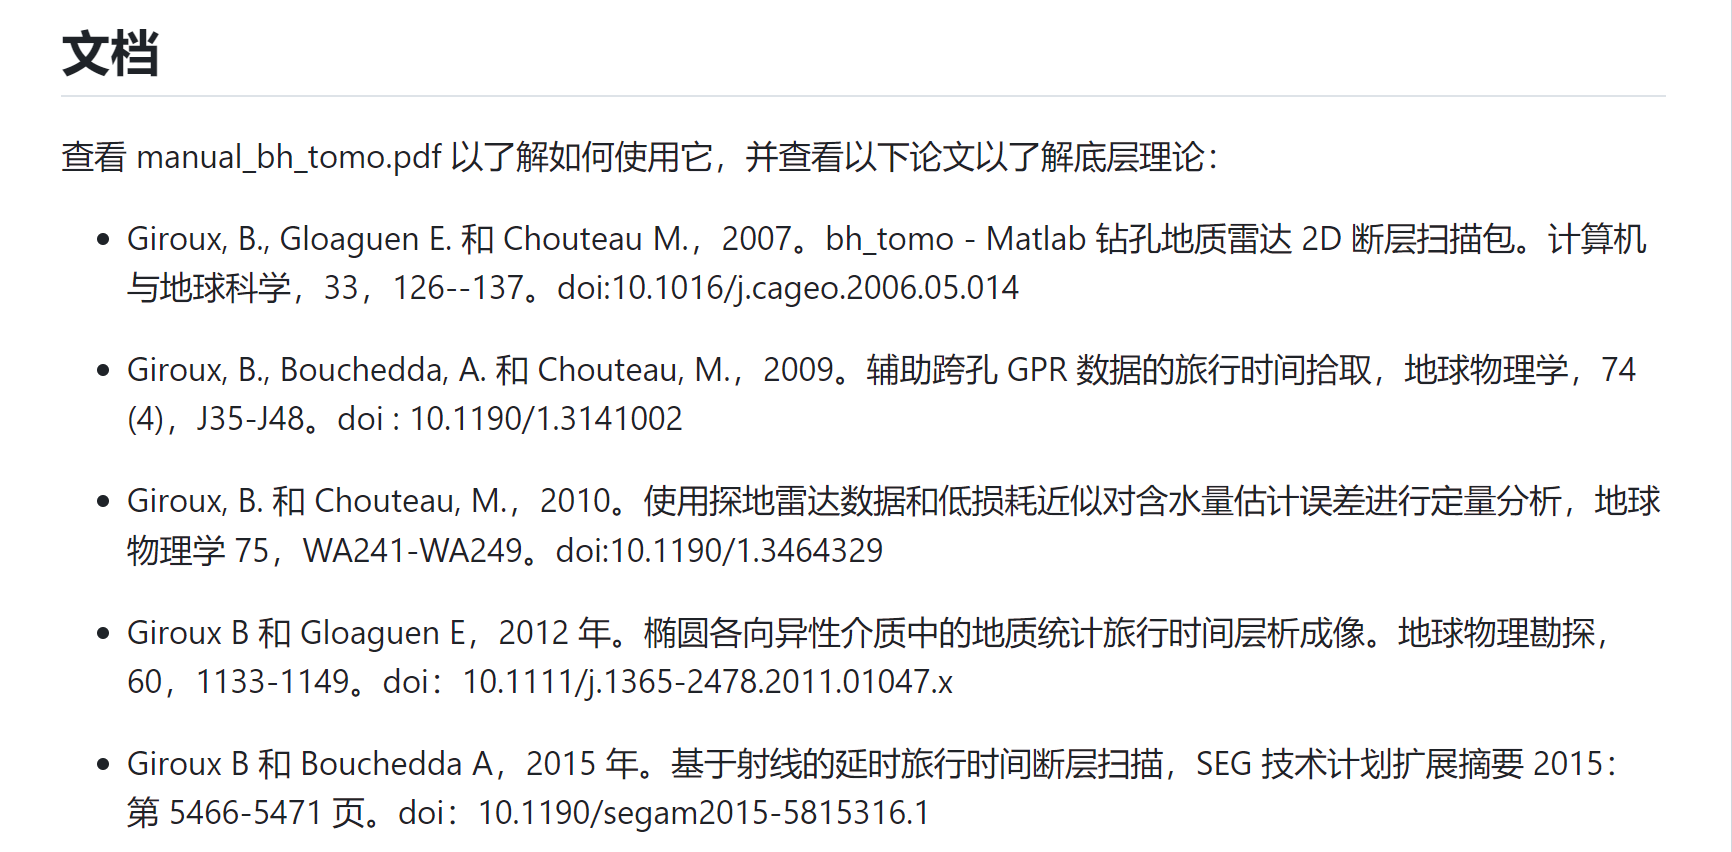 文档
查看 manual_bh_tomo.pdf 以了解如何使用它，并查看以下论文以了解底层理论：
• Giroux, B., Gloaguen E. 和 Chouteau M.，2007。bh_tomo - Matlab 钻孔地质雷达 2D 断层扫描包。计算机
与地球科学，33，126--137。doi:10.1016/j.cageo.2006.05.014
• Giroux, B., Bouchedda, A. 和 Chouteau, M.，2009。辅助跨孔 GPR 数据的旅行时间拾取，地球物理学，74
(4)，J35-J48。doi : 10.1190/1.3141002
• Giroux, B. 和 Chouteau, M.，2010。使用探地雷达数据和低损耗近似对含水量估计误差进行定量分析，地球
物理学 75，WA241-WA249。doi:10.1190/1.3464329
• Giroux B 和 Gloaguen E，2012 年。椭圆各向异性介质中的地质统计旅行时间层析成像。地球物理勘探，
60，1133-1149。doi：10.1111/j.1365-2478.2011.01047.x
• Giroux B 和 Bouchedda A，2015 年。基于射线的延时旅行时间断层扫描，SEG 技术计划扩展摘要 2015：
第 5466-5471 页。doi：10.1190/segam2015-5815316.1